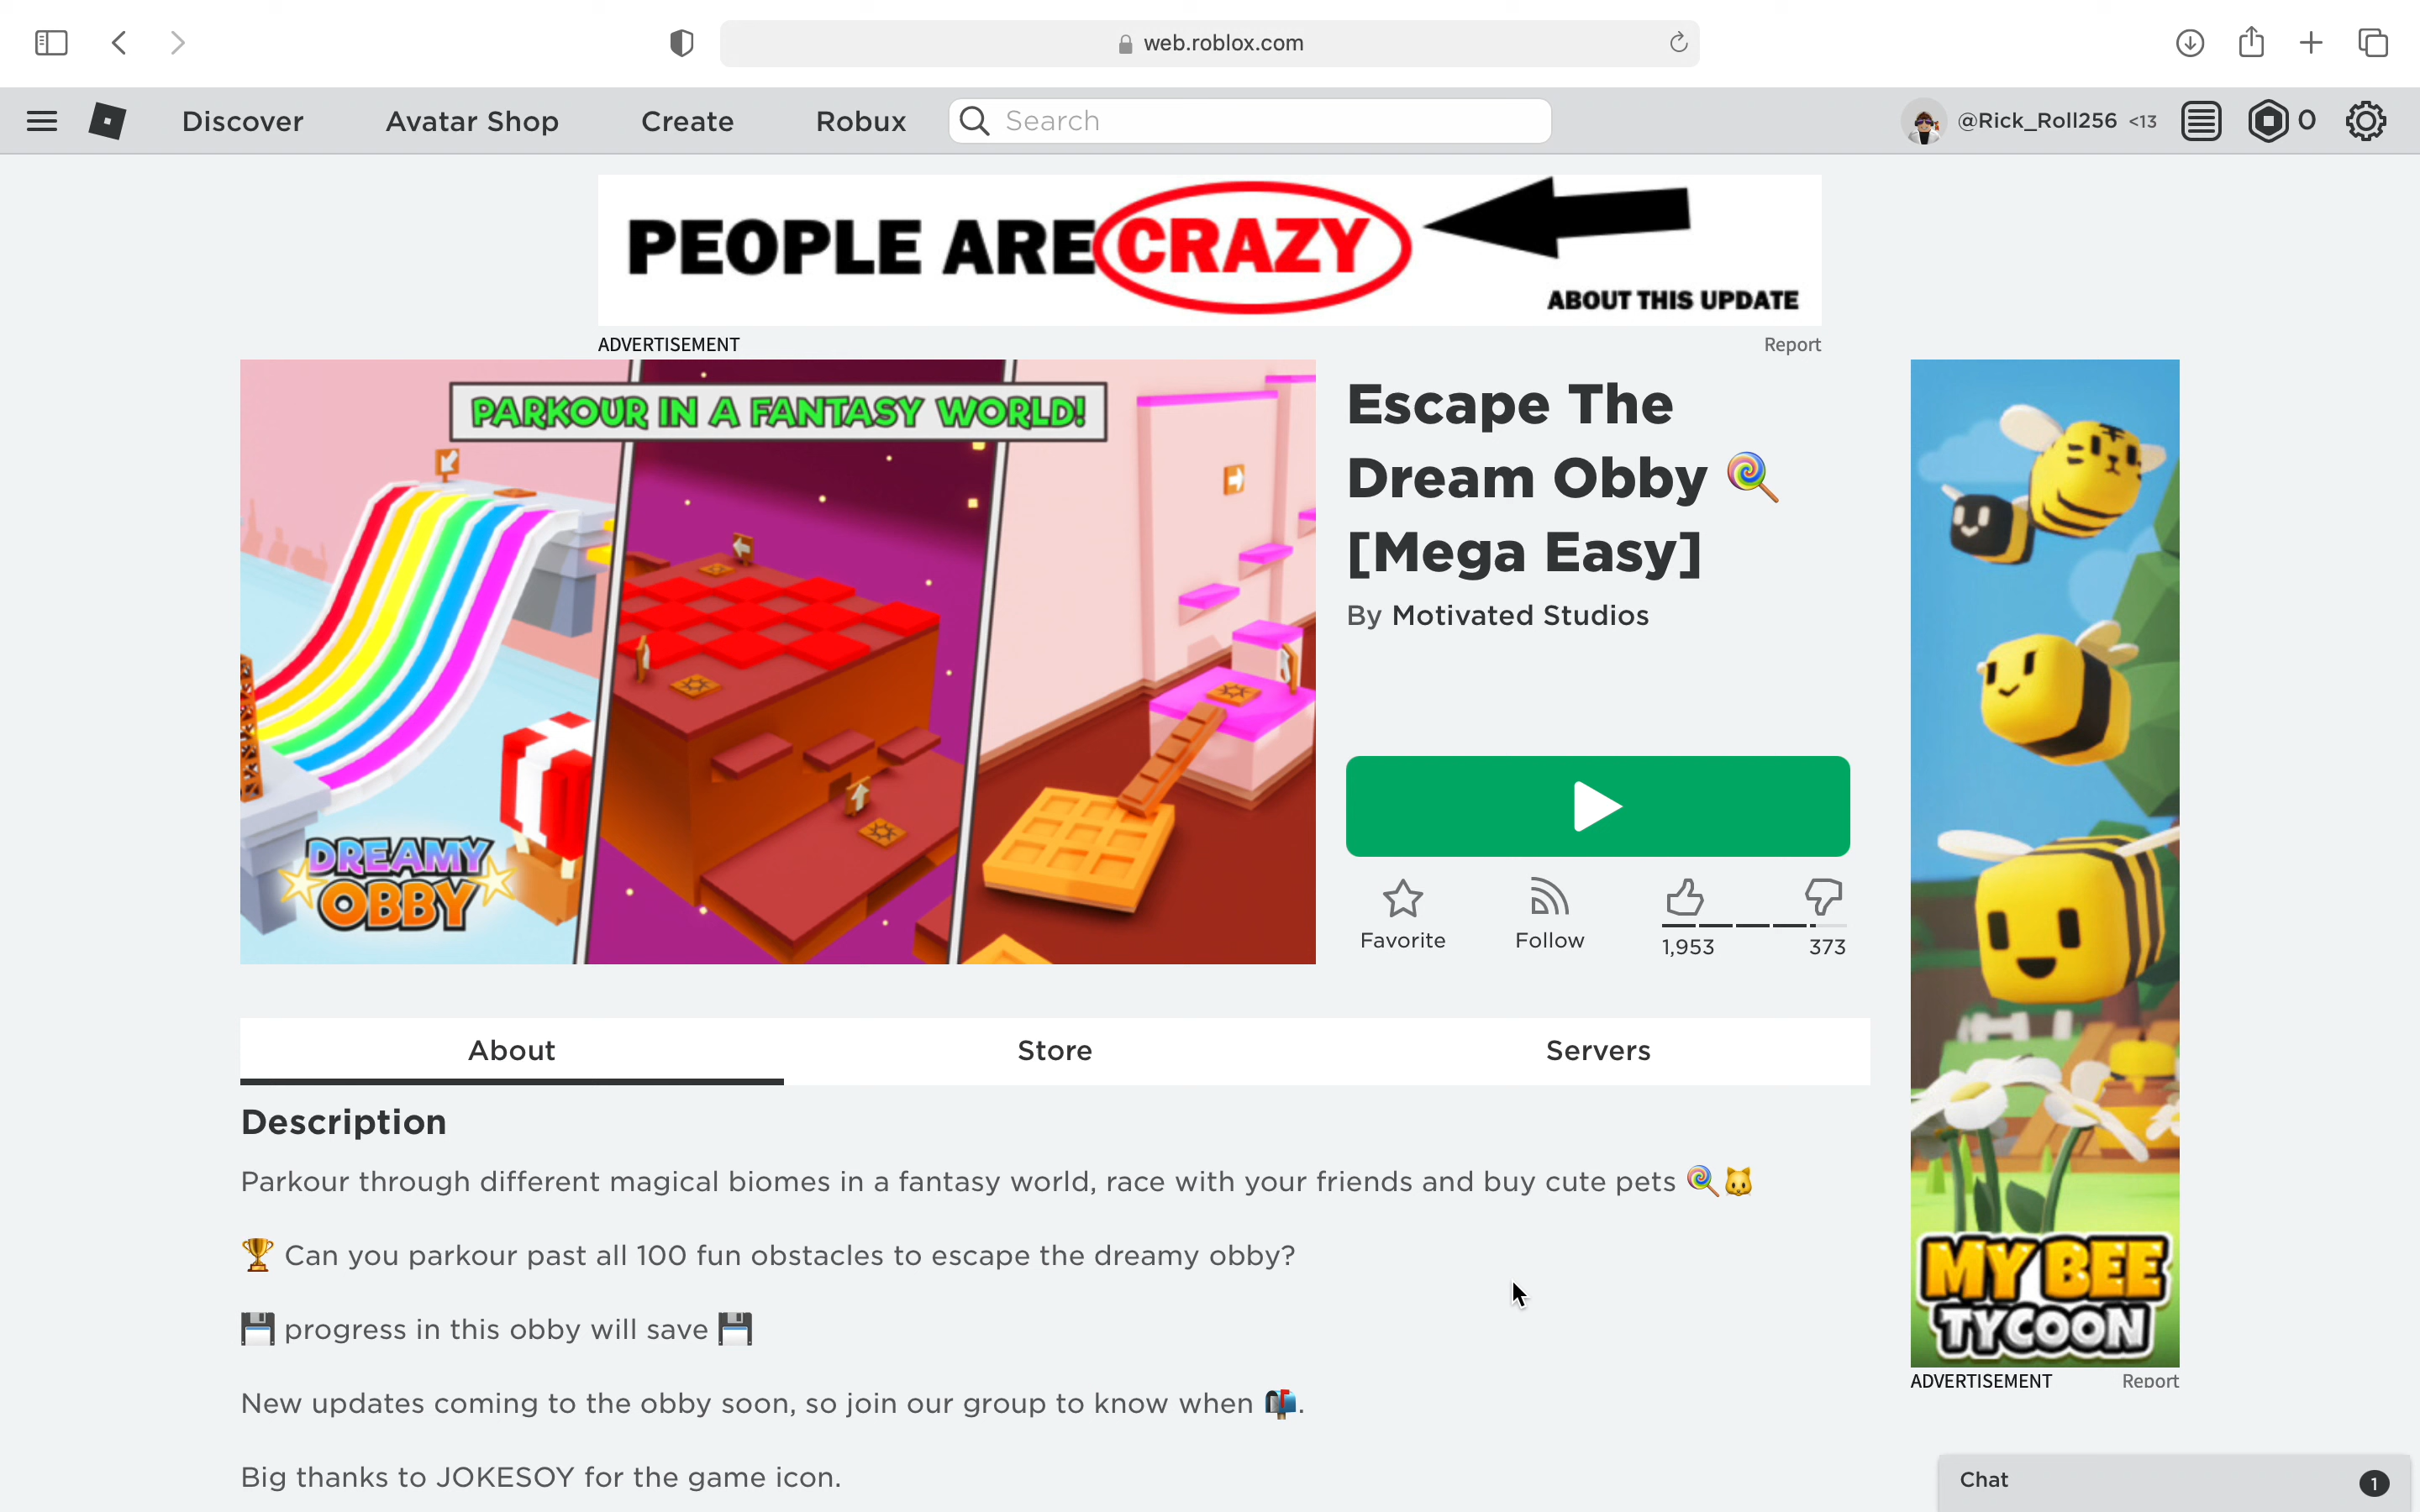 web.roblox.com
Discover Avatar Shop Create Robux Search @Rick_Roll256 <13 0
PEOPLE ARE CRAZY
ABOUT THIS UPDATE
ADVERTISEMENT Report
PARKOUR IN A FANTASY WORLD!
DREAMY
OBBY
Escape The
Dream Obby 🍭
[Mega Easy]
By Motivated Studios
Favorite Follow
1,953 373
About Store Servers
Description
Parkour through different magical biomes in a fantasy world, race with your friends and buy cute pets 🍭🐱
🏆 Can you parkour past all 100 fun obstacles to escape the dreamy obby?
💾 progress in this obby will save 💾
New updates coming to the obby soon, so join our group to know when 📬.
Big thanks to JOKESOY for the game icon.
MY BEE
TYCOON
ADVERTISEMENT Report
Chat 1